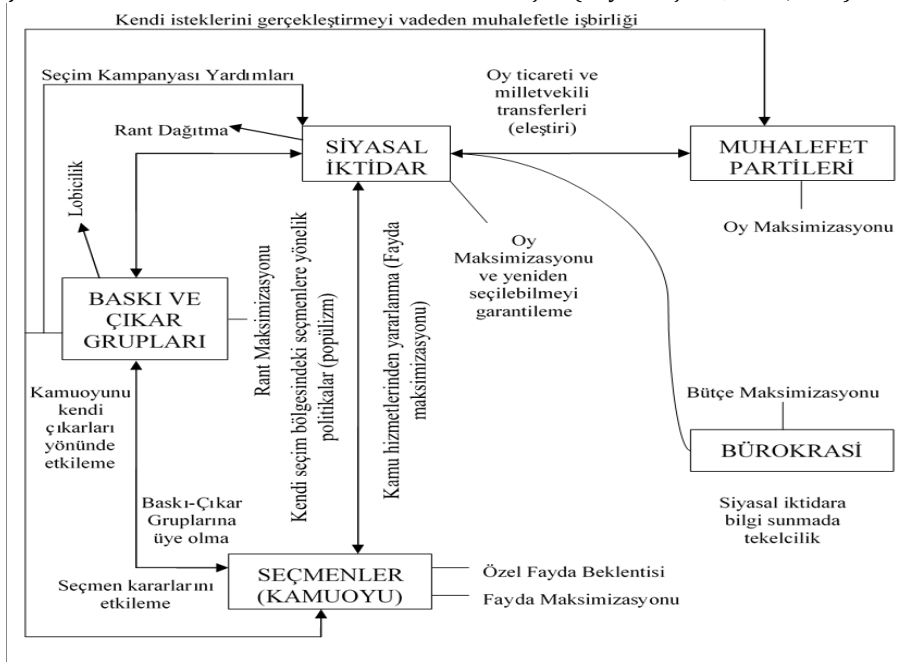 Kendi isteklerini gerçekleştirmeyi vadeden muhalefetle işbirliği
Seçim Kampanyası Yardımları
Oy ticareti ve
milletvekili
transferleri
(eleştiri)
Rant Dağıtma
SİYASAL
İKTİDAR
MUHALEFET
PARTİLERİ
Lobicilik
Oy Maksimizasyonu
Oy
Maksimizasyonu
ve yeniden
seçilebilmeyi
garantileme
BASKI VE
ÇIKAR
GRUPLARI
Rant Maksimizasyonu
Kendi seçim bölgesindeki seçmenlere yönelik
politikalar (popülizm)
Kamu hizmetlerinden yararlanma (Fayda
maksimizasyonu)
Kamuoyunu
kendi
çıkarları
yönünde
etkileme
Bütçe Maksimizasyonu
BÜROKRASİ
Baskı-Çıkar
Gruplarına
üye olma
Siyasal iktidara
bilgi sunmada
tekelcilik
Seçmen kararlarını
etkileme
SEÇMENLER
(KAMUOYU)
Özel Fayda Beklentisi
Fayda Maksimizasyonu